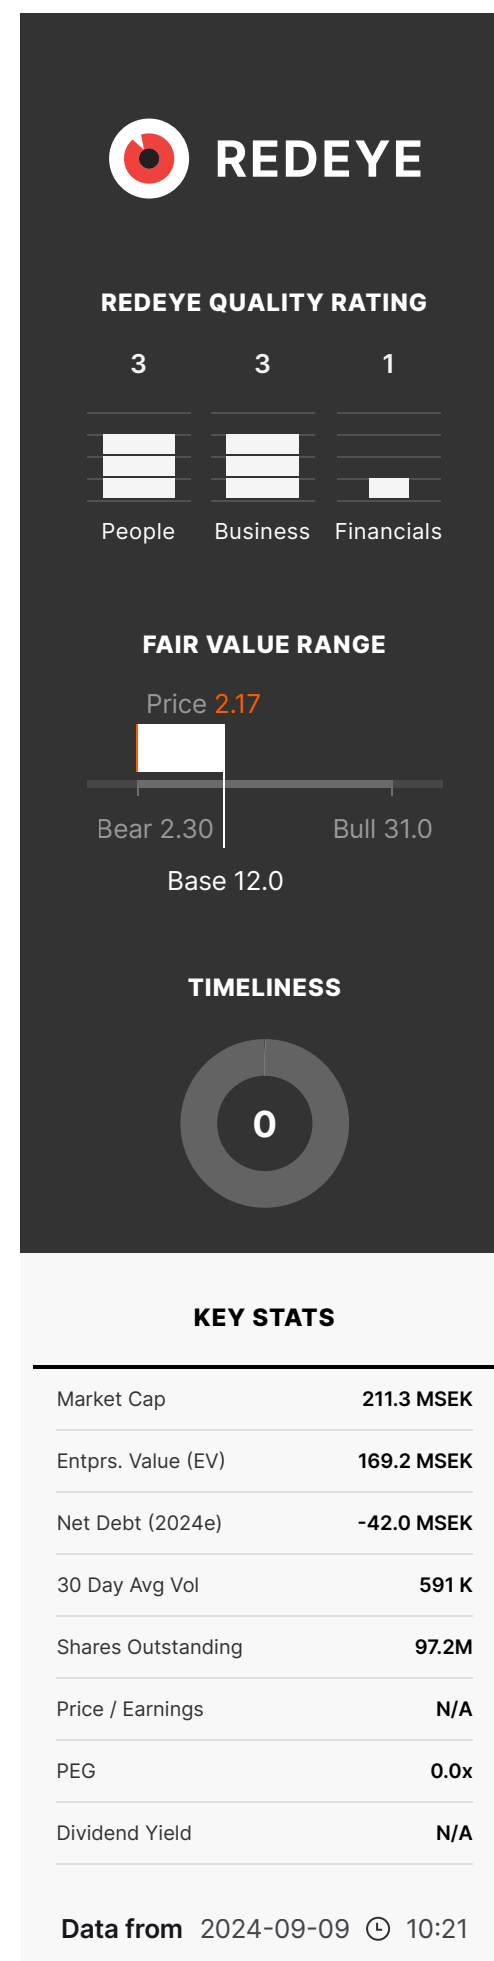 REDEYE
REDEYE QUALITY RATING
3 3 1
People Business Financials
FAIR VALUE RANGE
Price 2.17
Bear 2.30 Bull 31.0
Base 12.0
TIMELINESS
0
KEY STATS
Market Cap 211.3 MSEK
Entprs. Value (EV) 169.2 MSEK
Net Debt (2024e) -42.0 MSEK
30 Day Avg Vol 591 K
Shares Outstanding 97.2M
Price / Earnings N/A
PEG 0.0x
Dividend Yield N/A
Data from 2024-09-09 10:21